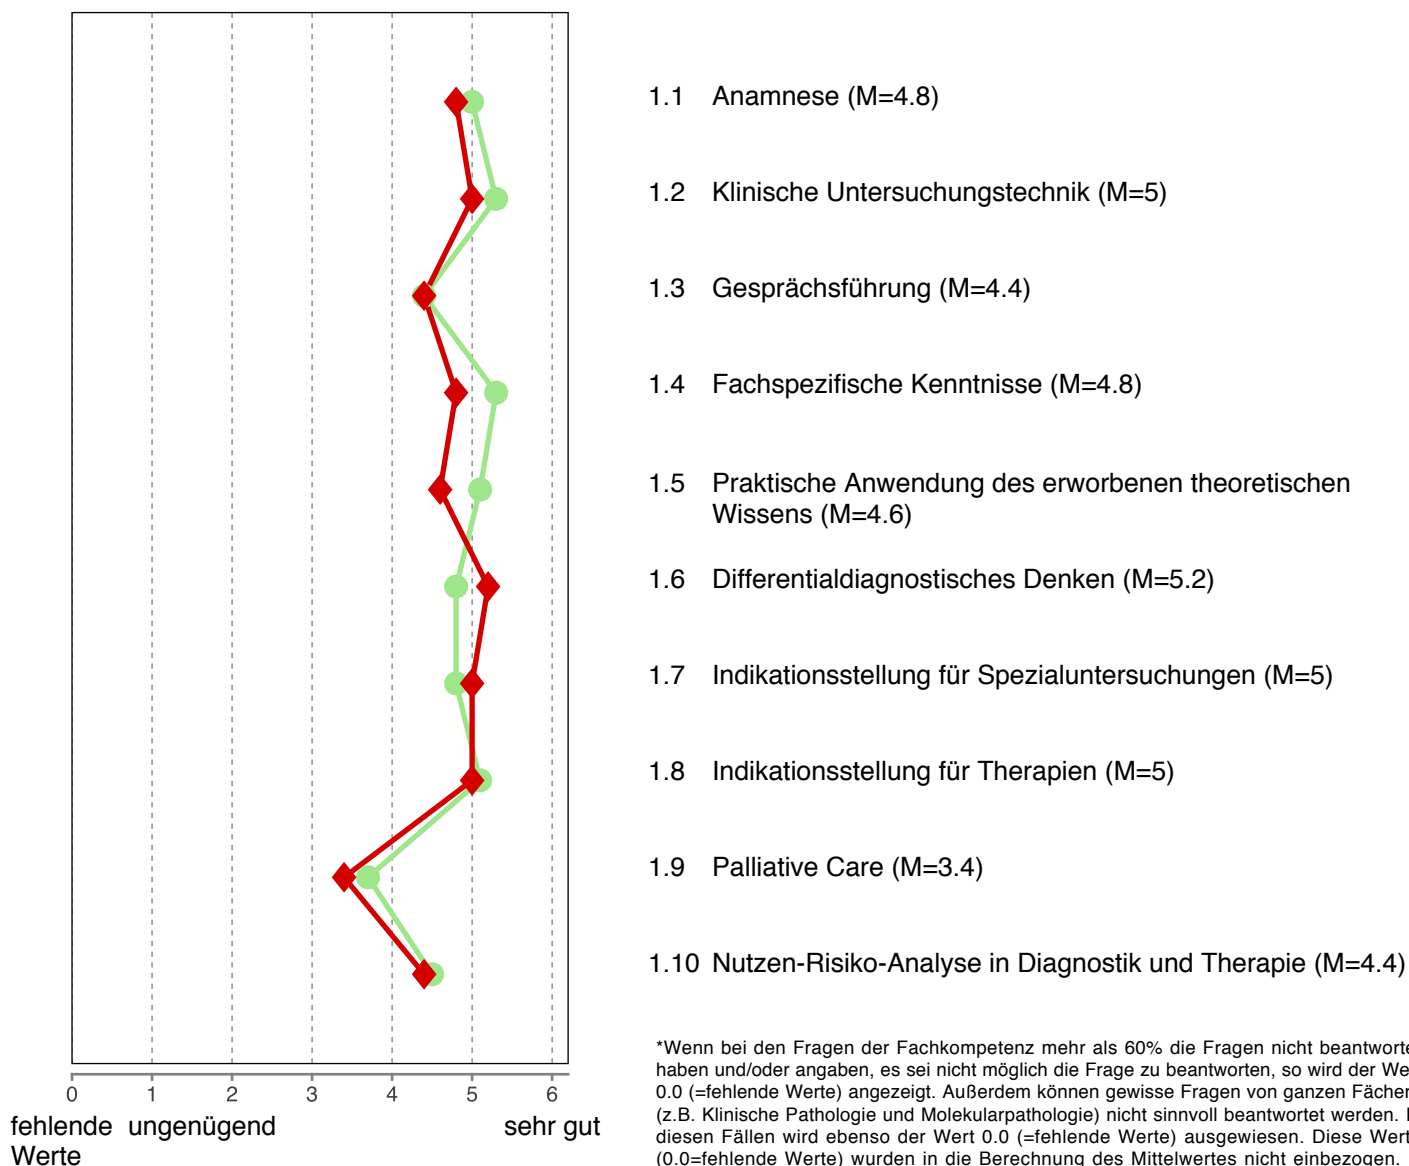 1.1 Anamnese (M=4.8)
1.2 Klinische Untersuchungstechnik (M=5)
1.3 Gesprächsführung (M=4.4)
1.4 Fachspezifische Kenntnisse (M=4.8)
1.5 Praktische Anwendung des erworbenen theoretischen
Wissens (M=4.6)
1.6 Differentialdiagnostisches Denken (M=5.2)
1.7 Indikationsstellung für Spezialuntersuchungen (M=5)
1.8 Indikationsstellung für Therapien (M=5)
1.9 Palliative Care (M=3.4)
1.10 Nutzen-Risiko-Analyse in Diagnostik und Therapie (M=4.4)
0 1 2 3 4 5 6
fehlende ungenügend sehr gut
Werte
*Wenn bei den Fragen der Fachkompetenz mehr als 60% die Fragen nicht beantworte
haben und/oder angaben, es sei nicht möglich die Frage zu beantworten, so wird der We
0.0 (=fehlende Werte) angezeigt. Außerdem können gewisse Fragen von ganzen Fächer
(z.B. Klinische Pathologie und Molekularpathologie) nicht sinnvoll beantwortet werden.
diesen Fällen wird ebenso der Wert 0.0 (=fehlende Werte) ausgewiesen. Diese Wert
(0.0=fehlende Werte) wurden in die Berechnung des Mittelwertes nicht einbezogen.